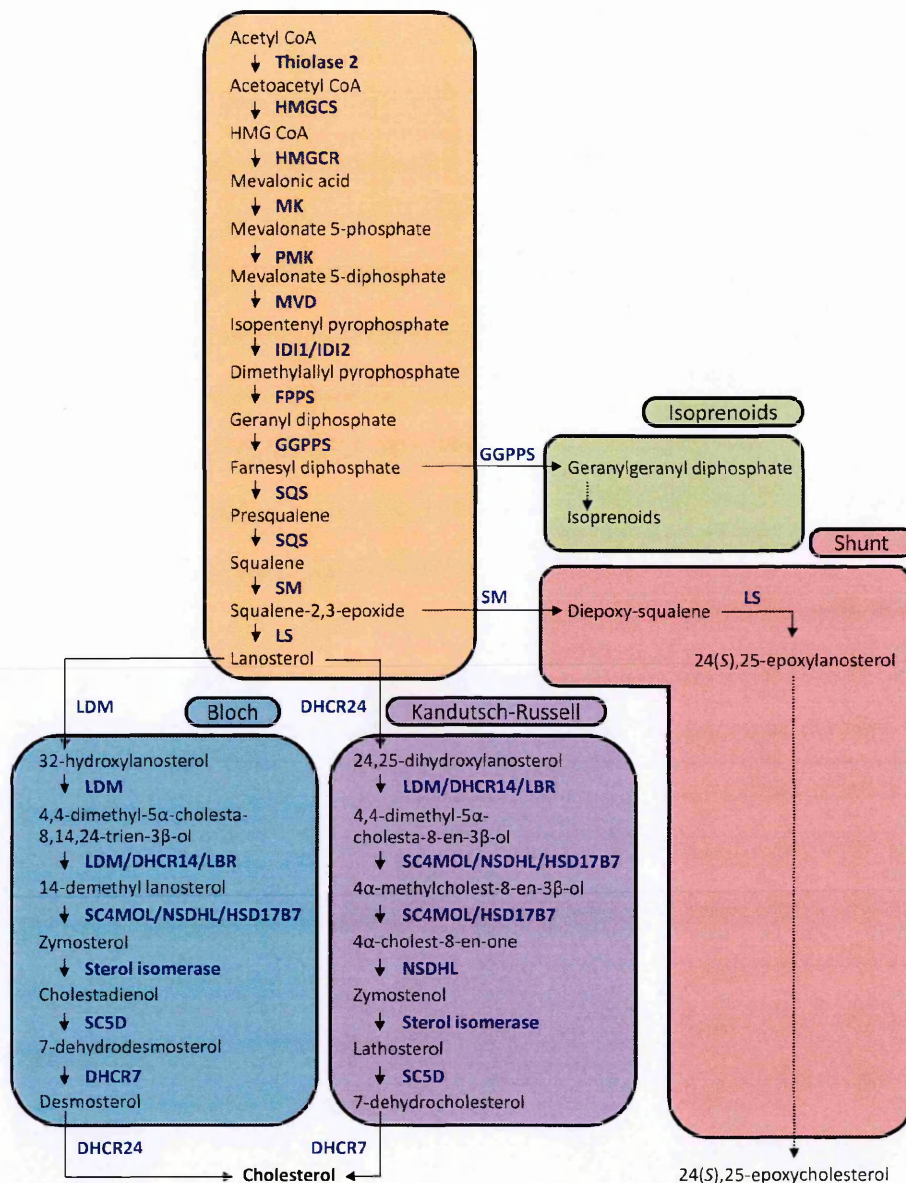 Acetyl CoA
Thiolase 2
Acetoacetyl CoA
HMGCS
HMG CoA
HMGCR
Mevalonic acid
MK
Mevalonate 5-phosphate
PMK
Mevalonate 5-diphosphate
MVD
Isopentenyl pyrophosphate
IDI1/IDI2
Dimethylallyl pyrophosphate
FPPS
Geranyl diphosphate
GGPPS
Farnesyl diphosphate
SQS
Presqualene
SQS
Squalene
SM
Squalene-2,3-epoxide
LS
Lanosterol
Isoprenoids
GGPPS
Geranylgeranyl diphosphate
Isoprenoids
Shunt
SM
Diepoxy-squalene
LS
24(S),25-epoxylanosterol
24(S),25-epoxycholesterol
LDM
Bloch
32-hydroxylanosterol
LDM
4,4-dimethyl-5α-cholesta-
8,14,24-trien-3β-ol
LDM/DHCR14/LBR
14-demethyl lanosterol
SC4MOL/NSDHL/HSD17B7
Zymosterol
Sterol isomerase
Cholestadienol
SC5D
7-dehydrodesmosterol
DHCR7
Desmosterol
DHCR24
DHCR24
Kandutsch-Russell
24,25-dihydroxylanosterol
LDM/DHCR14/LBR
4,4-dimethyl-5α-
cholesta-8-en-3β-ol
SC4MOL/NSDHL/HSD17B7
4α-methylcholest-8-en-3β-ol
SC4MOL/HSD17B7
4α-cholest-8-en-one
NSDHL
Zymostenol
Sterol isomerase
Lathosterol
SC5D
7-dehydrocholesterol
DHCR7
Cholesterol